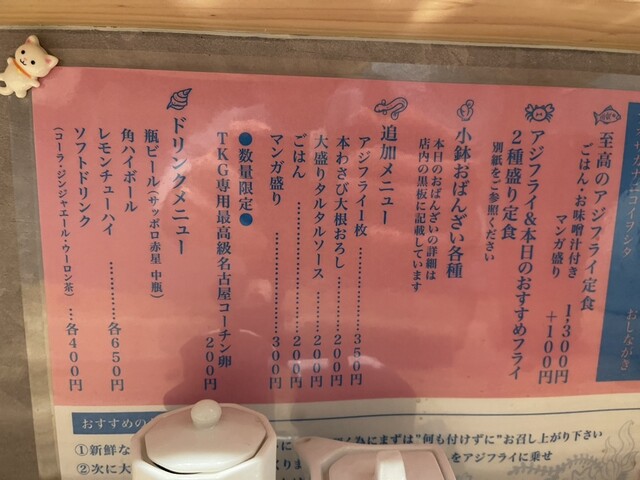 おしながき
至高のアジフライ定食
ごはん・お味噌汁付き 1,300円
マンガ盛り +100円
アジフライ&本日のおすすめフライ
2種盛り定食
別紙をご参照ください
小鉢おばんざい各種
本日のおばんざいの詳細は
店内の黒板に記載しています
追加メニュー
アジフライ1枚 …………… 350円
本わさび大根おろし ……… 200円
大盛りタルタルソース …… 200円
ごはん …………… 200円
マンガ盛り …………… 300円
●数量限定●
TKG専用最高級名古屋コーチン卵 200円
ドリンクメニュー
瓶ビール(サッポロ赤星 中瓶)
角ハイボール
レモンチューハイ ………… 各650円
ソフトドリンク
(コーラ・ジンジャエール・ウーロン茶) … 各400円
おすすめの
①新鮮な
にまずは"何も付けずに"お召し上がり下さい
②次に大
をアジフライに乗せ